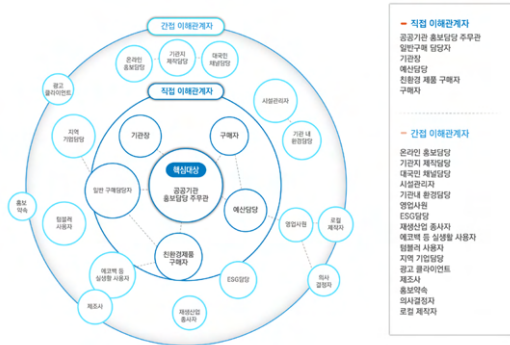 간접 이해관계자
온라인
홍보담당
기관지
제작담당
대국민
채널담당
광고
클라이언트
직접 이해관계자
시설관리자
지역
기업담당
기관장
구매자
기관 내
환경담당
핵심대상
공공기관
홍보담당 주무관
일반 구매담당자
홍보
약속
텀블러
사용자
예산담당
영업사원
로컬
제작자
친환경제품
구매자
에코백 등
실생활 사용자
ESG담당
의사
결정자
제조사
재생산업
종사자
직접 이해관계자
공공기관 홍보담당 주무관
일반구매 담당자
기관장
예산담당
친환경 제품 구매자
구매자
간접 이해관계자
온라인 홍보담당
기관지 제작담당
대국인 채널담당
시설관리자
기관내 환경담당
영업사원
ESG담당
재생산업 종사자
에코백 등 실생활 사용자
텀블러 사용자
지역 기업담당
광고 클라이언트
제조사
홍보약속
의사결정자
로컬 제작자